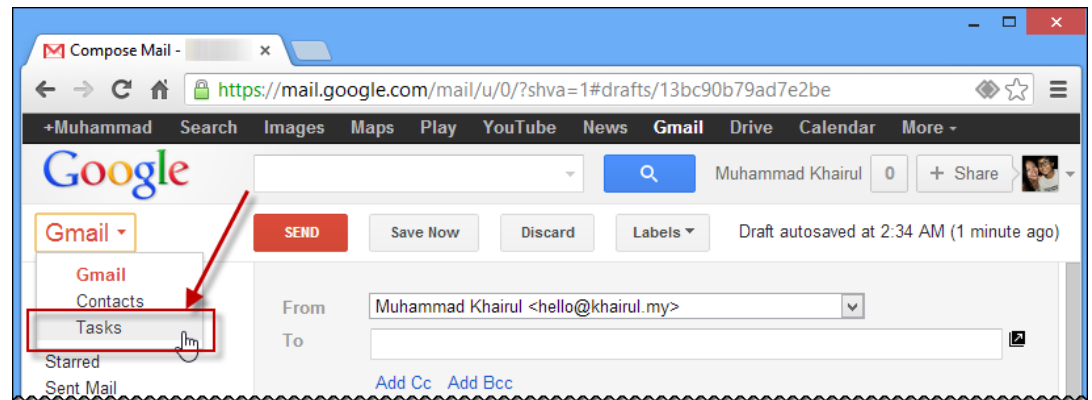 Compose Mail -
https://mail.google.com/mail/u/0/?shva=1#drafts/13bc90b79ad7e2be
+Muhammad Search Images Maps Play YouTube News Gmail Drive Calendar More
Google Muhammad Khairul 0 + Share
Gmail SEND Save Now Discard Labels Draft autosaved at 2:34 AM (1 minute ago)
Gmail
Contacts
Tasks
Starred
Sent Mail
From Muhammad Khairul <hello@khairul.my>
To
Add Cc Add Bcc